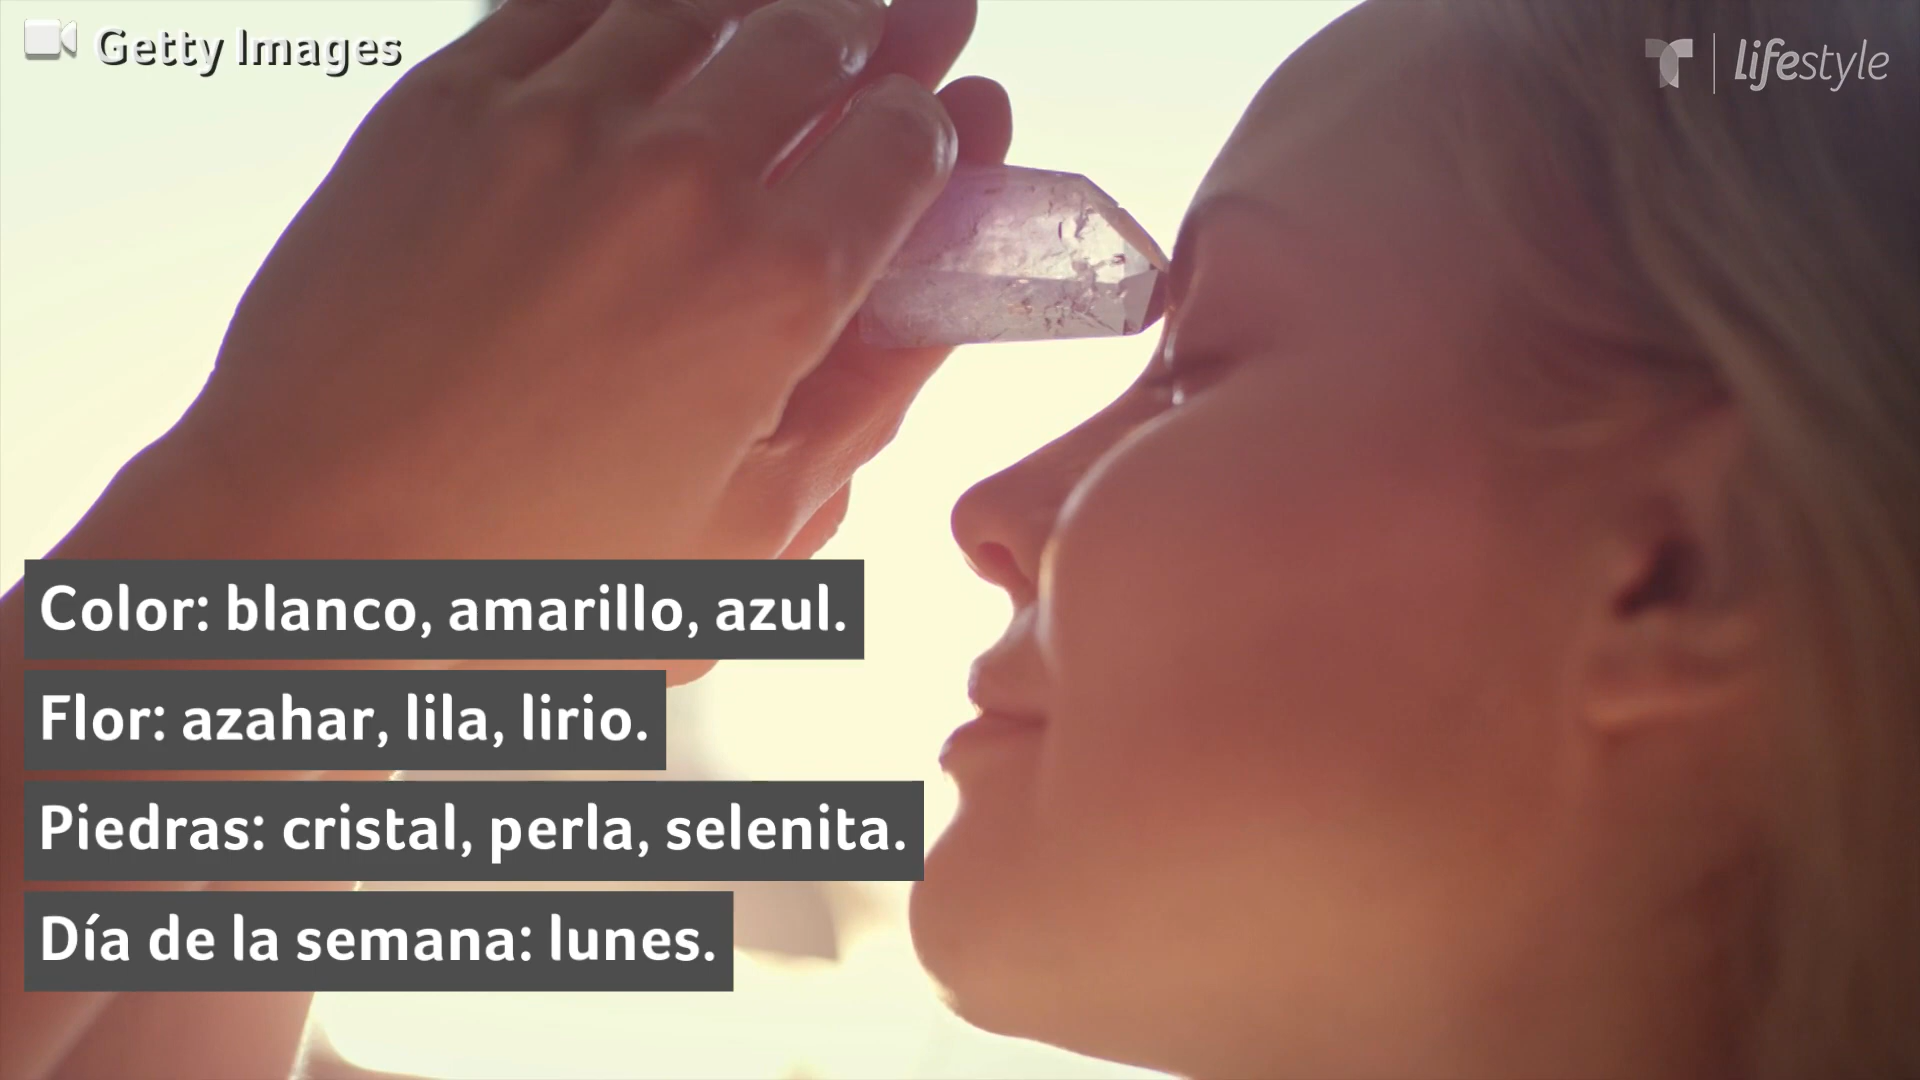 Getty Images
lifestyle
Color: blanco, amarillo, azul.
Flor: azahar, lila, lirio.
Piedras: cristal, perla, selenita.
Día de la semana: lunes.